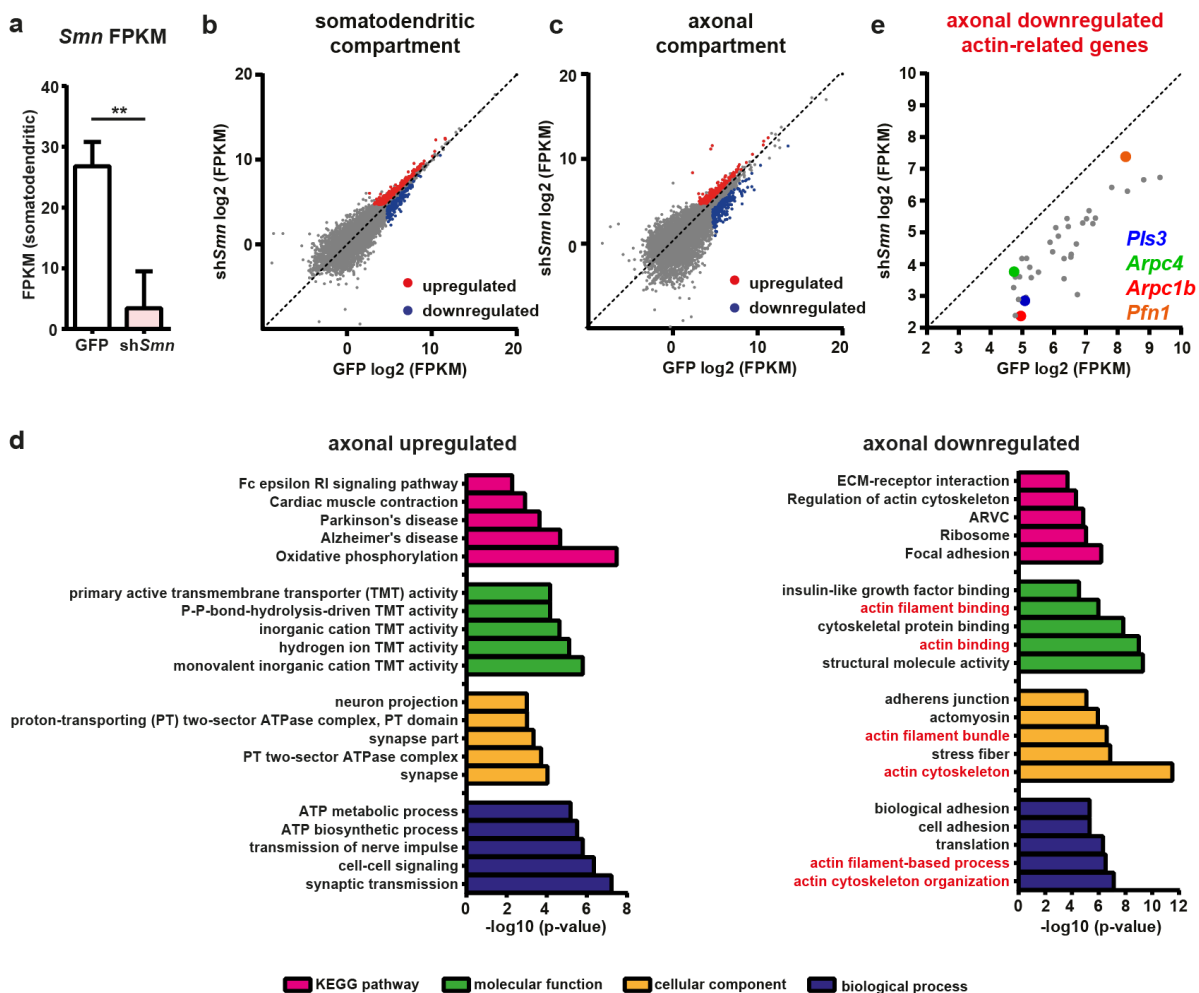 a
Smn FPKM
FPKM (somatodendritic)
40
30
20
10
0
**
GFP
shSmn
b
somatodendritic
compartment
shSmn log2 (FPKM)
20
10
0
0
10
20
GFP log2 (FPKM)
upregulated
downregulated
c
axonal
compartment
shSmn log2 (FPKM)
20
10
0
0
10
20
GFP log2 (FPKM)
upregulated
downregulated
e
axonal downregulated
actin-related genes
shSmn log2 (FPKM)
10
9
8
7
6
5
4
3
2
2 3 4 5 6 7 8 9 10
GFP log2 (FPKM)
Pls3
Arpc4
Arpc1b
Pfn1
d
axonal upregulated
Fc epsilon RI signaling pathway
Cardiac muscle contraction
Parkinson's disease
Alzheimer's disease
Oxidative phosphorylation
primary active transmembrane transporter (TMT) activity
P-P-bond-hydrolysis-driven TMT activity
inorganic cation TMT activity
hydrogen ion TMT activity
monovalent inorganic cation TMT activity
neuron projection
proton-transporting (PT) two-sector ATPase complex, PT domain
synapse part
PT two-sector ATPase complex
synapse
ATP metabolic process
ATP biosynthetic process
transmission of nerve impulse
cell-cell signaling
synaptic transmission
0 2 4 6 8
-log10 (p-value)
axonal downregulated
ECM-receptor interaction
Regulation of actin cytoskeleton
ARVC
Ribosome
Focal adhesion
insulin-like growth factor binding
actin filament binding
cytoskeletal protein binding
actin binding
structural molecule activity
adherens junction
actomyosin
actin filament bundle
stress fiber
actin cytoskeleton
biological adhesion
cell adhesion
translation
actin filament-based process
actin cytoskeleton organization
0 2 4 6 8 10 12
-log10 (p-value)
KEGG pathway
molecular function
cellular component
biological process